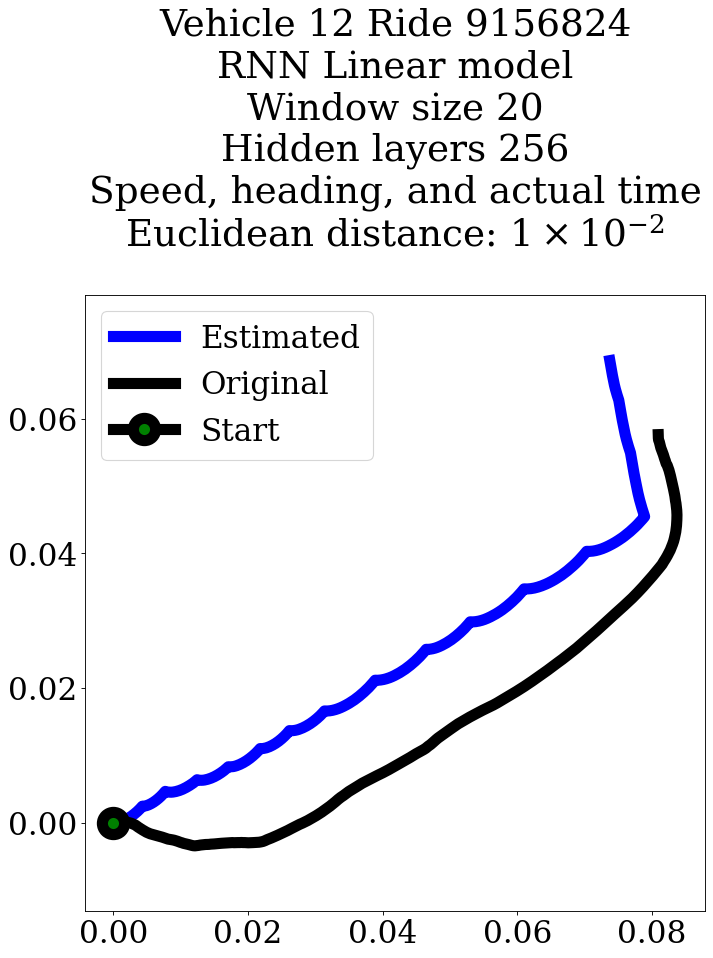 Vehicle 12 Ride 9156824
RNN Linear model
Window size 20
Hidden layers 256
Speed, heading, and actual time
Euclidean distance: 1 × 10⁻²
Estimated
Original
Start
0.06
0.04
0.02
0.00
0.00 0.02 0.04 0.06 0.08